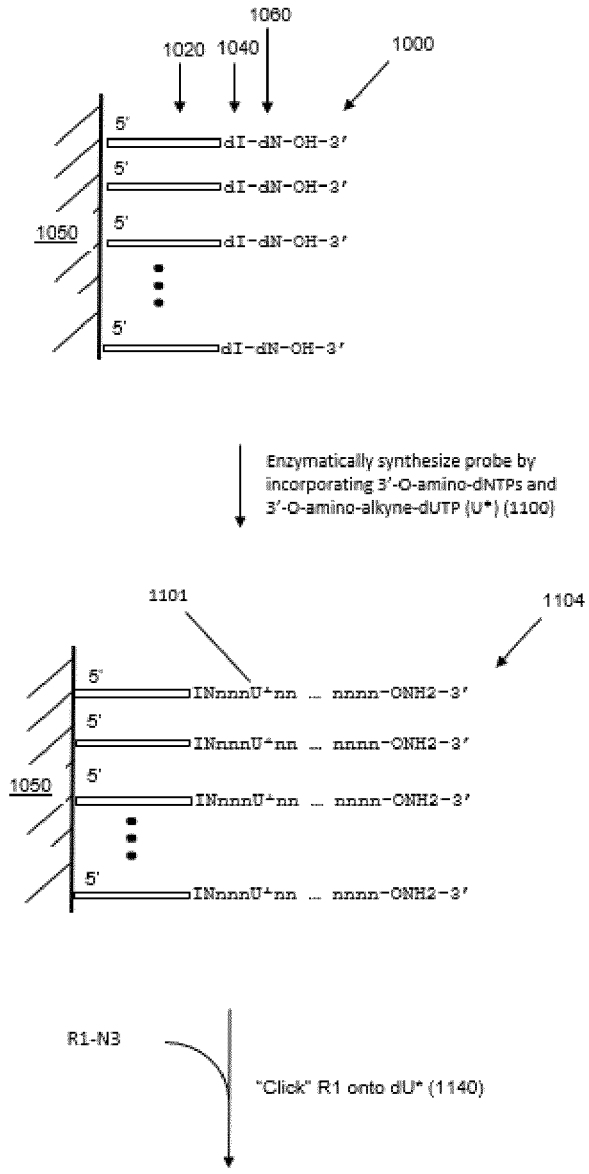 1060
1020 1040
1000
5'
dI-dN-OH-3'
5'
dI-dN-OH-3'
5'
1050
dI-dN-OH-3'
5'
dI-dN-OH-3'
Enzymatically synthesize probe by
incorporating 3'-O-amino-dNTPs and
3'-O-amino-alkyne-dUTP (U*) (1100)
1101
1104
5'
INnnnU*nn … nnnn-ONH2-3'
5'
INnnnU*nn … nnnn-ONH2-3'
1050
5'
INnnnU*nn … nnnn-ONH2-3'
5'
INnnnU*nn … nnnn-ONH2-3'
R1-N3
"Click" R1 onto dU* (1140)